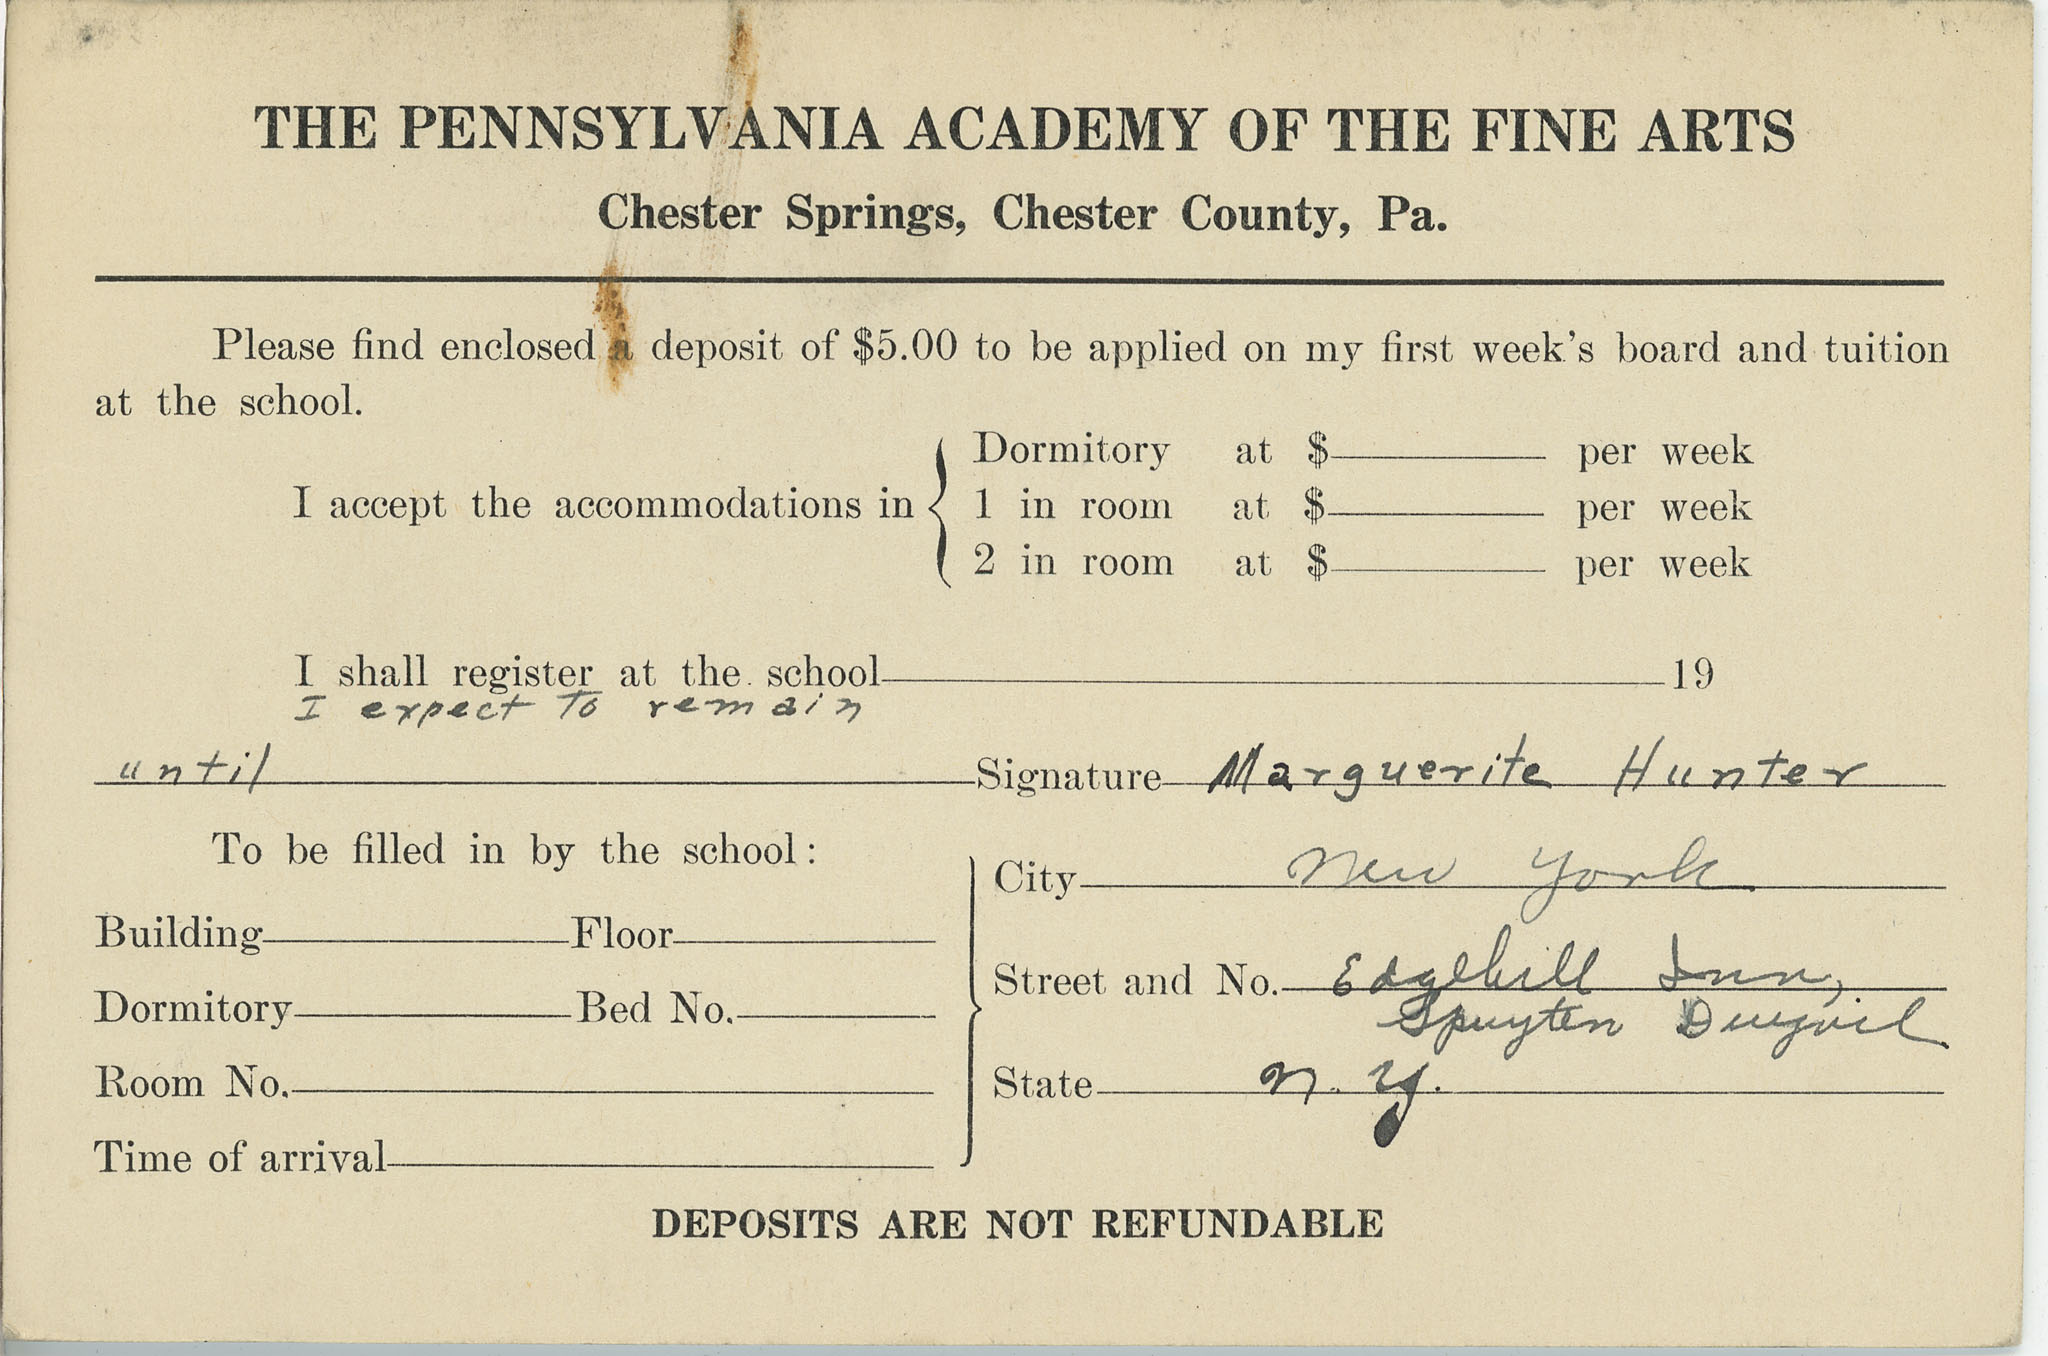 THE PENNSYLVANIA ACADEMY OF THE FINE ARTS
Chester Springs, Chester County, Pa.
Please find enclosed a deposit of $5.00 to be applied on my first week's board and tuition
at the school.
I accept the accommodations in
Dormitory at $ per week
1 in room at $ per week
2 in room at $ per week
I shall register at the school 19
I expect to remain
until
Signature Marguerite Hunter
To be filled in by the school:
Building Floor
Dormitory Bed No.
Room No.
Time of arrival
City New York
Street and No. Edgehill Inn,
Spuyten Duyvil
State N. Y.
DEPOSITS ARE NOT REFUNDABLE